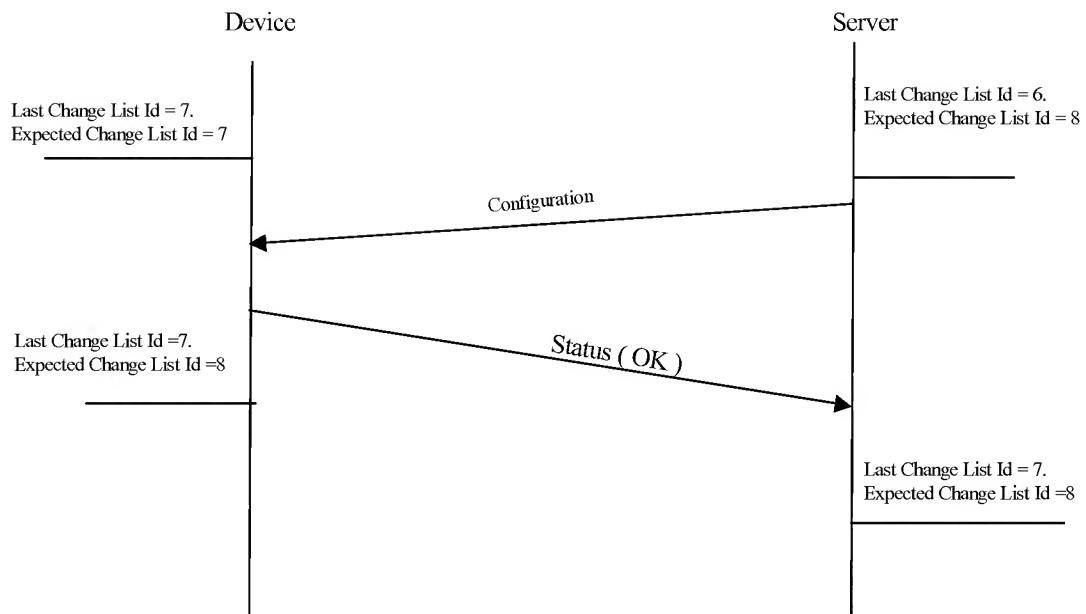 Device
Server
Last Change List Id = 7.
Expected Change List Id = 7
Last Change List Id = 6.
Expected Change List Id = 8
Configuration
Last Change List Id =7.
Expected Change List Id =8
Status ( OK )
Last Change List Id = 7.
Expected Change List Id =8